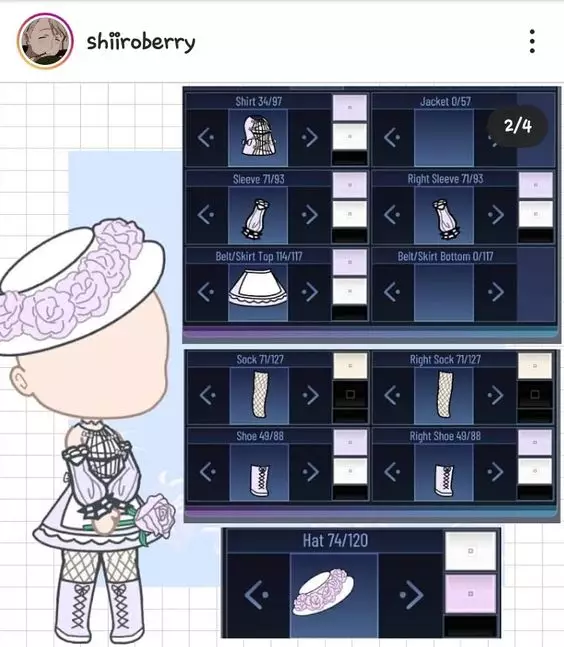 shiiroberry
Shirt 34/97
Jacket 0/57
2/4
Sleeve 71/93
Right Sleeve 71/93
Belt/Skirt Top 114/117
Belt/Skirt Bottom 0/117
Sock 71/127
Right Sock 71/127
Shoe 49/88
Right Shoe 49/88
Hat 74/120